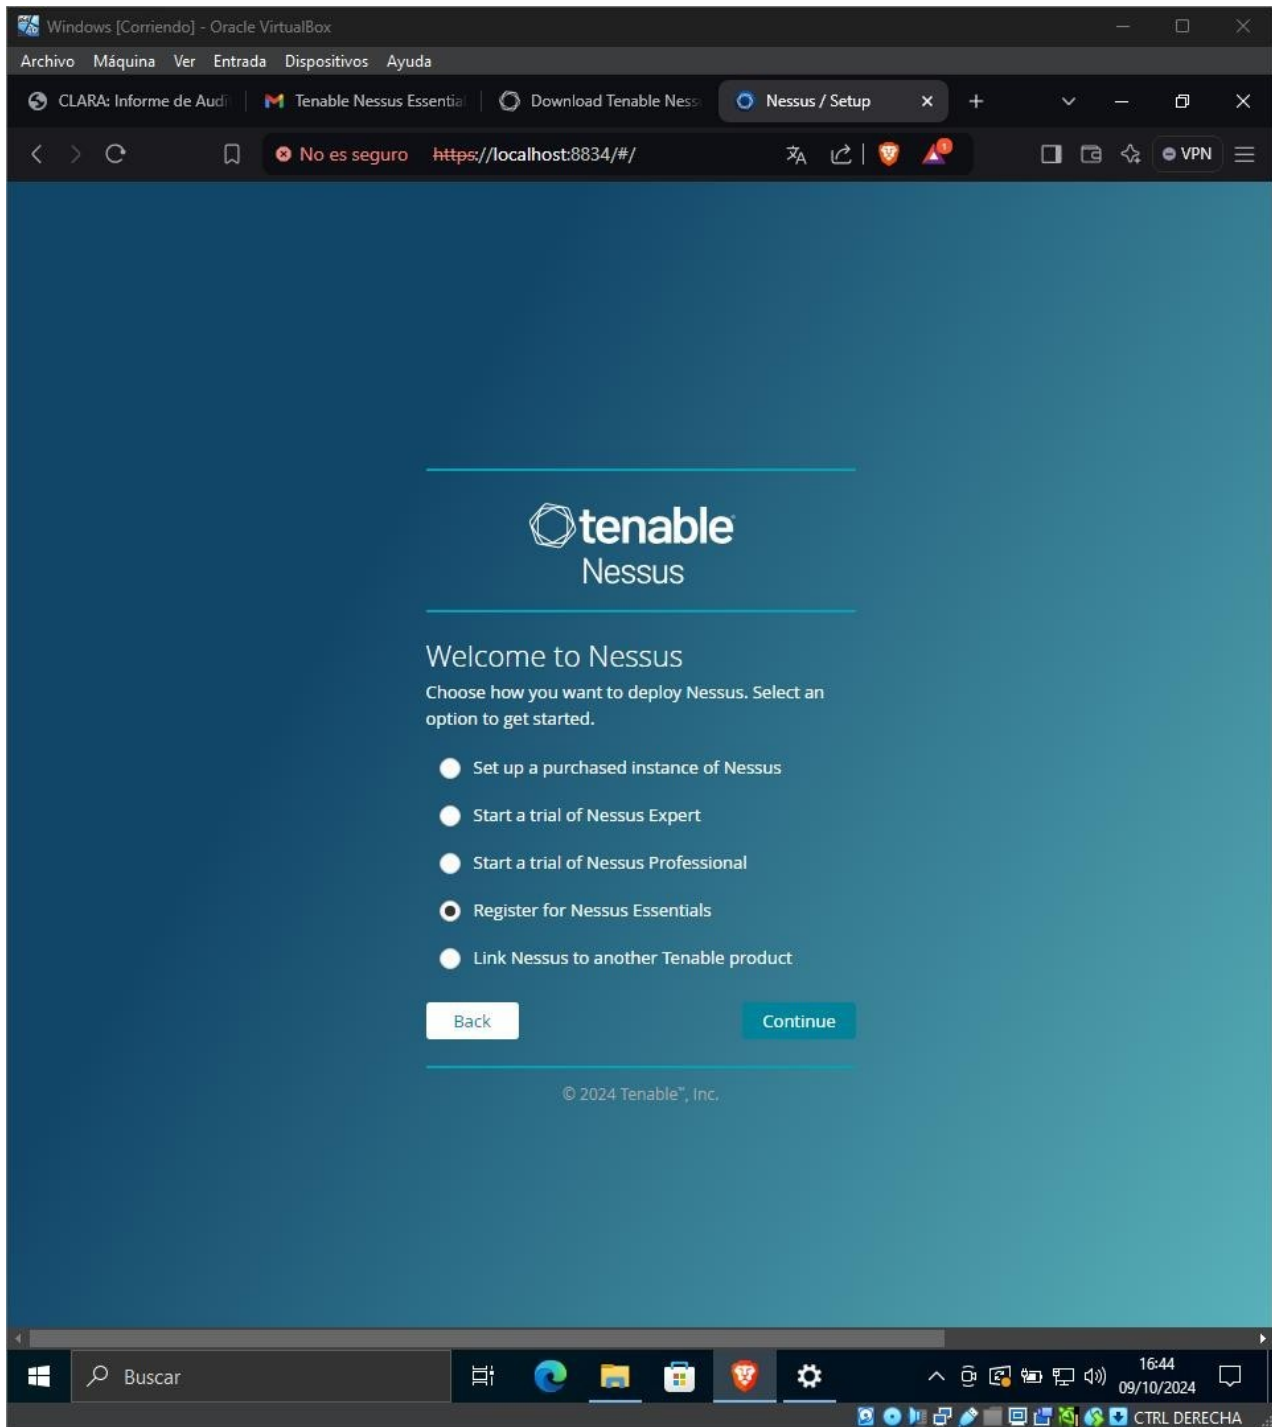 Windows [Corriendo] - Oracle VirtualBox
Archivo Máquina Ver Entrada Dispositivos Ayuda
CLARA: Informe de Audi Tenable Nessus Essential Download Tenable Ness Nessus / Setup
No es seguro https://localhost:8834/#/ VPN
tenable
Nessus
Welcome to Nessus
Choose how you want to deploy Nessus. Select an
option to get started.
Set up a purchased instance of Nessus
Start a trial of Nessus Expert
Start a trial of Nessus Professional
Register for Nessus Essentials
Link Nessus to another Tenable product
Back Continue
© 2024 Tenable™, Inc.
Buscar
16:44
09/10/2024
CTRL DERECHA